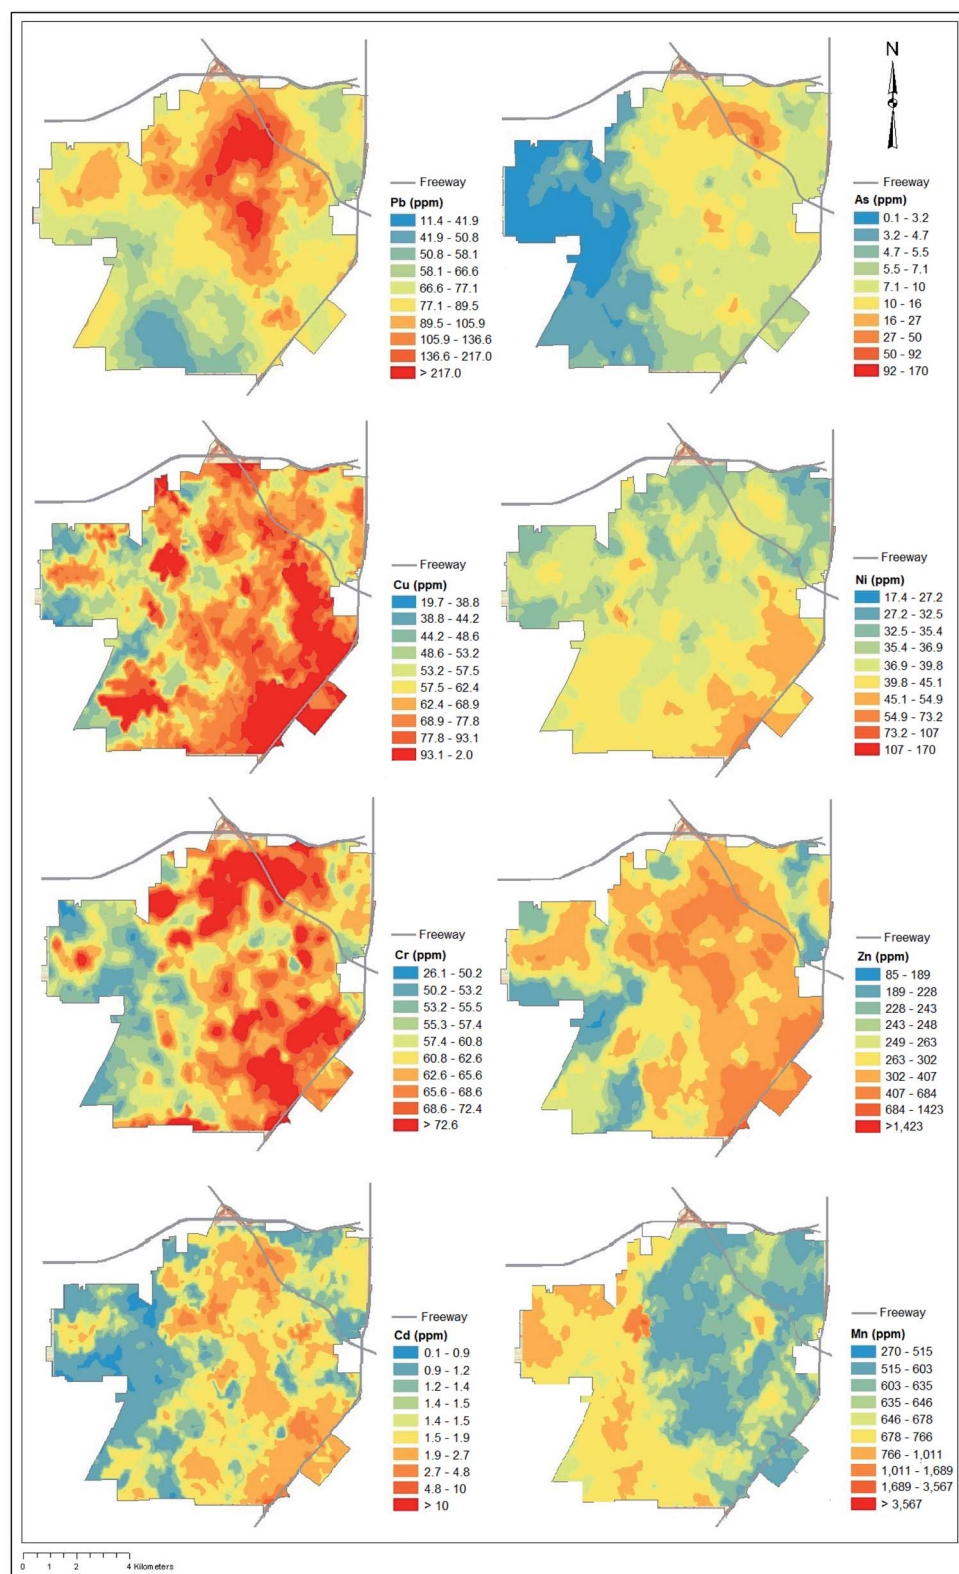 N
Freeway
Pb (ppm)
11.4 - 41.9
41.9 - 50.8
50.8 - 58.1
58.1 - 66.6
66.6 - 77.1
77.1 - 89.5
89.5 - 105.9
105.9 - 136.6
136.6 - 217.0
> 217.0
Freeway
As (ppm)
0.1 - 3.2
3.2 - 4.7
4.7 - 5.5
5.5 - 7.1
7.1 - 10
10 - 16
16 - 27
27 - 50
50 - 92
92 - 170
Freeway
Cu (ppm)
19.7 - 38.8
38.8 - 44.2
44.2 - 48.6
48.6 - 53.2
53.2 - 57.5
57.5 - 62.4
62.4 - 68.9
68.9 - 77.8
77.8 - 93.1
93.1 - 2.0
Freeway
Ni (ppm)
17.4 - 27.2
27.2 - 32.5
32.5 - 35.4
35.4 - 36.9
36.9 - 39.8
39.8 - 45.1
45.1 - 54.9
54.9 - 73.2
73.2 - 107
107 - 170
Freeway
Cr (ppm)
26.1 - 50.2
50.2 - 53.2
53.2 - 55.5
55.3 - 57.4
57.4 - 60.8
60.8 - 62.6
62.6 - 65.6
65.6 - 68.6
68.6 - 72.4
> 72.6
Freeway
Zn (ppm)
85 - 189
189 - 228
228 - 243
243 - 248
249 - 263
263 - 302
302 - 407
407 - 684
684 - 1423
>1,423
Freeway
Cd (ppm)
0.1 - 0.9
0.9 - 1.2
1.2 - 1.4
1.4 - 1.5
1.4 - 1.5
1.5 - 1.9
1.9 - 2.7
2.7 - 4.8
4.8 - 10
> 10
Freeway
Mn (ppm)
270 - 515
515 - 603
603 - 635
635 - 646
646 - 678
678 - 766
766 - 1,011
1,011 - 1,689
1,689 - 3,567
> 3,567
0 1 2 4 Kilometers